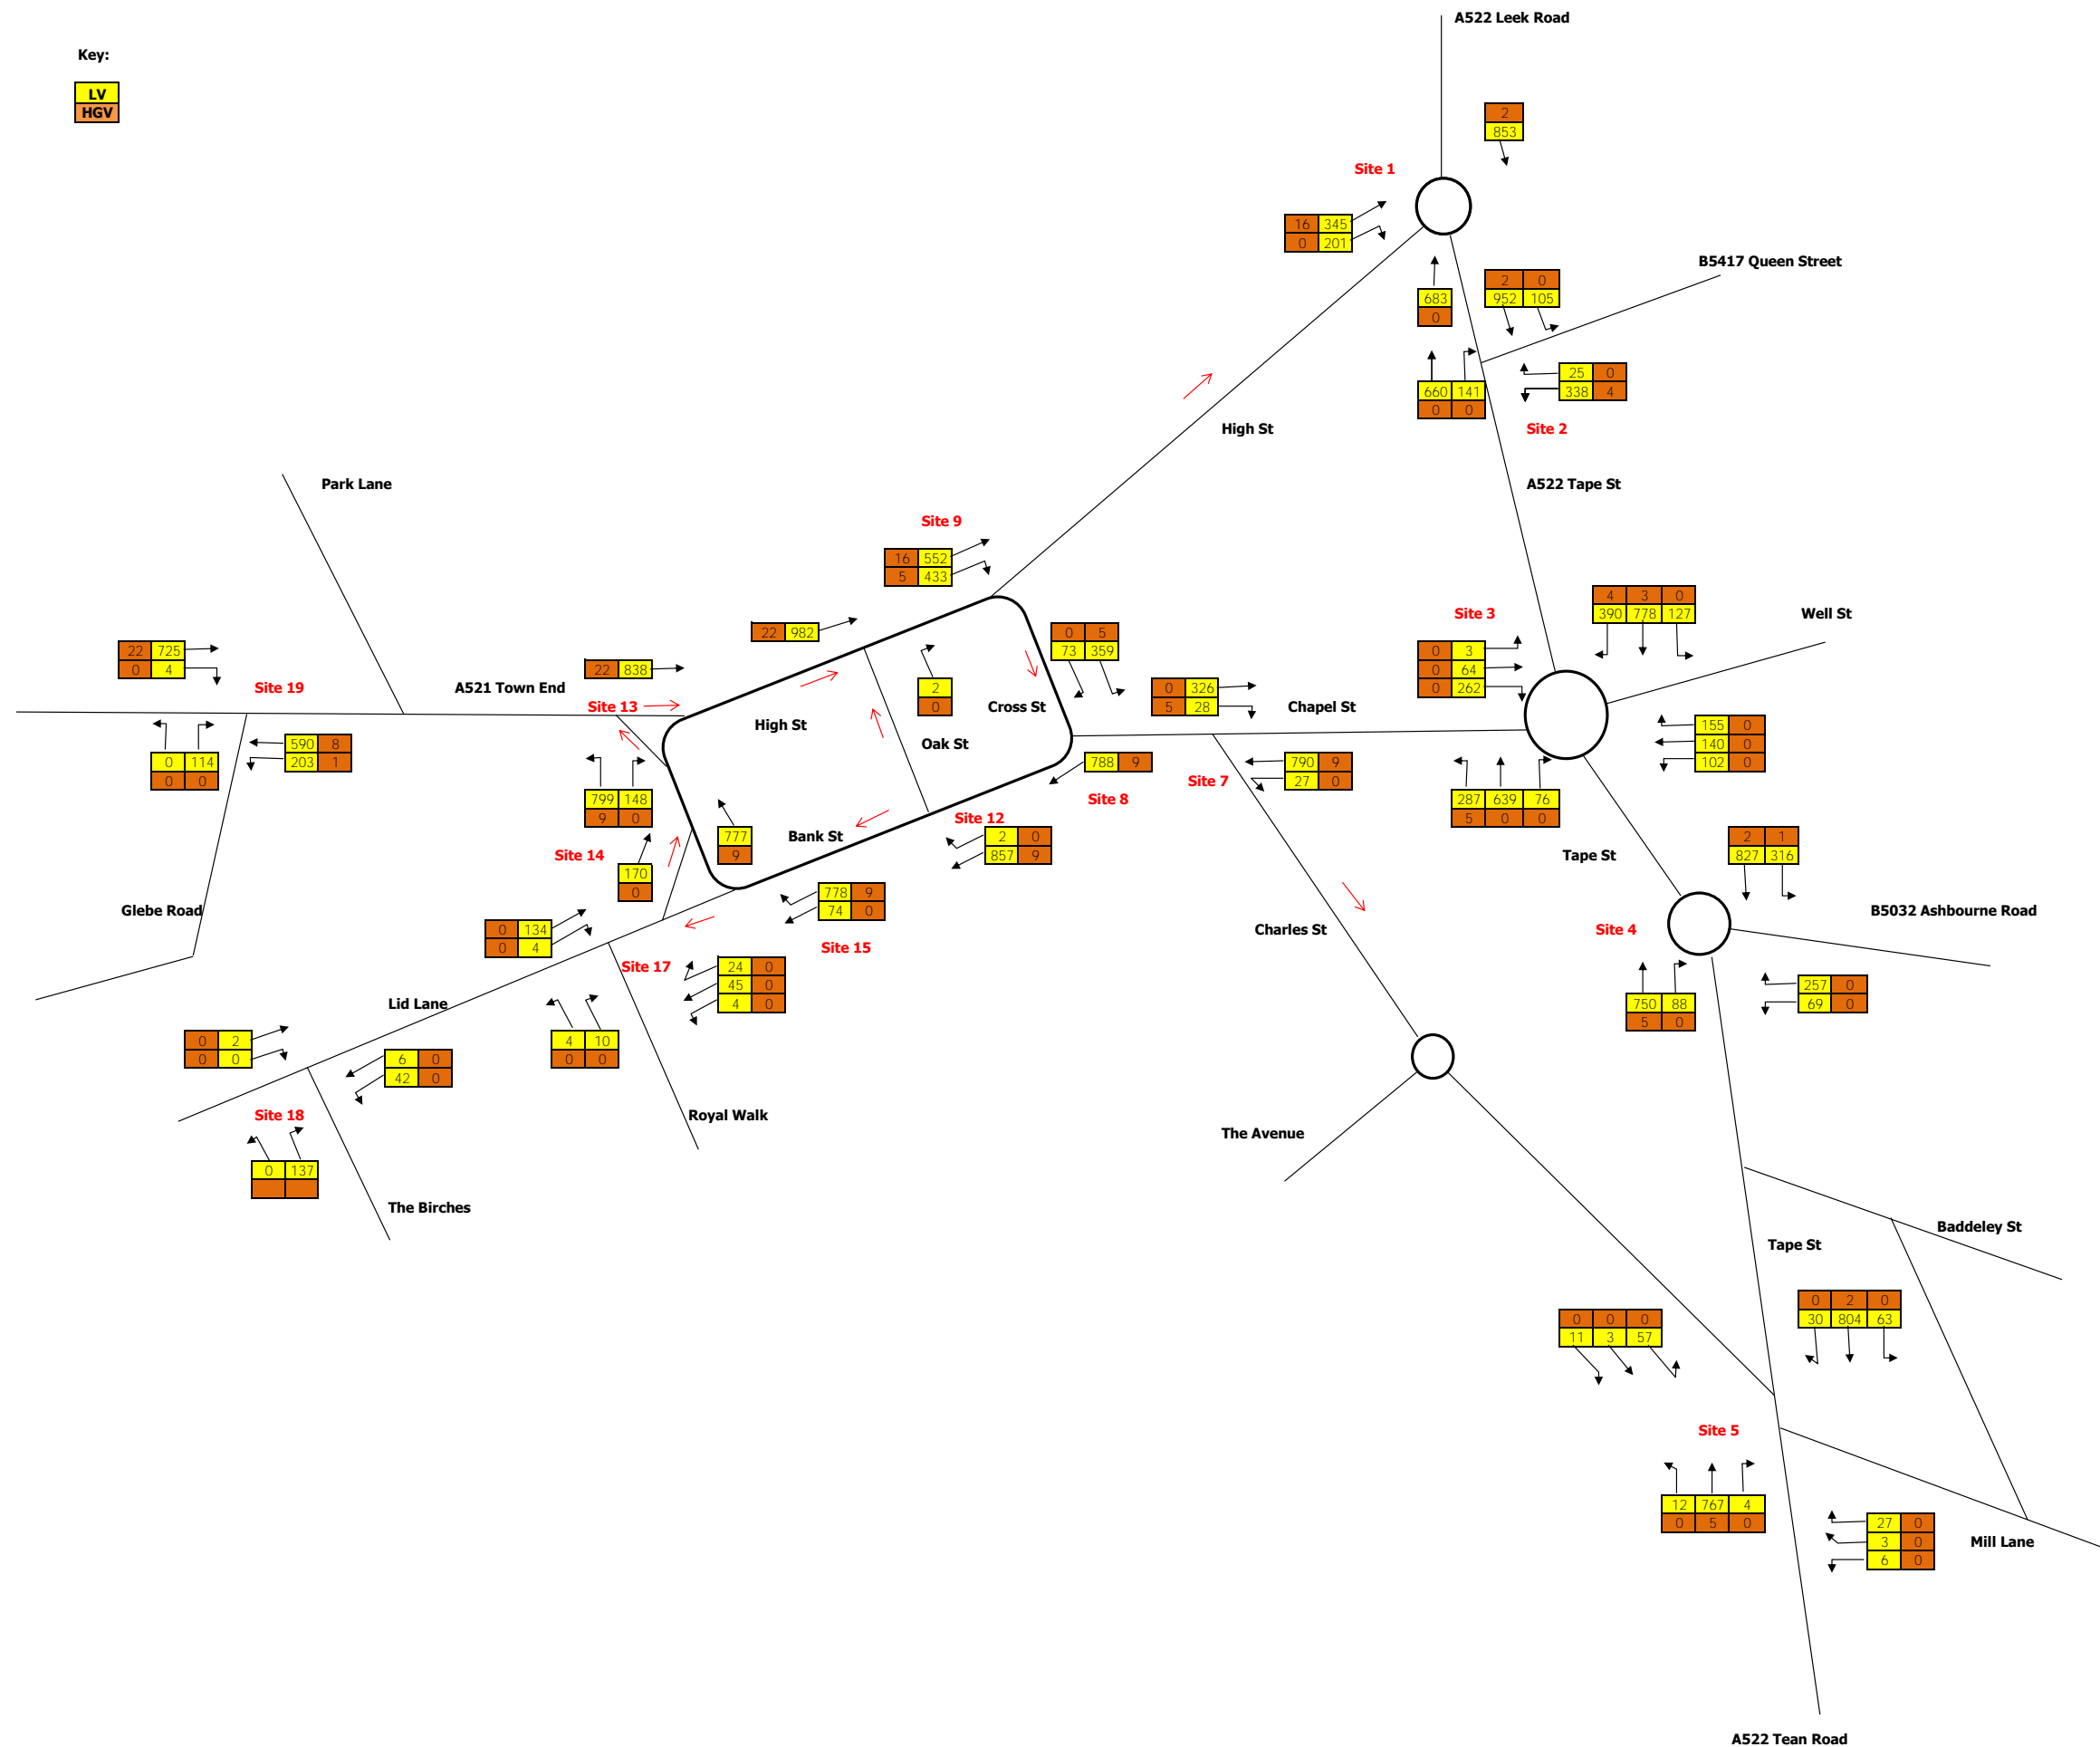 A522 Leek Road
Key:
LV
HGV
2
853
Site 1
16 345
0 201
B5417 Queen Street
683
0
2 0
952 105
660 141
0 0
25 0
338 4
High St
Site 2
Park Lane
A522 Tape St
Site 9
16 552
5 433
4 3 0
390 778 127
Site 3
Well St
22 982
0 5
73 359
22 725
0 4
0 3
0 64
0 262
22 838
Site 19
A521 Town End
2
0
0 326
5 28
Site 13
Cross St
Chapel St
High St
Oak St
155 0
140 0
102 0
590 8
203 1
0 114
0 0
788 9
790 9
27 0
Site 7
799 148
9 0
Site 8
287 639 76
5 0 0
Site 12
777
9
Bank St
2 0
857 9
2 1
827 316
Site 14
Tape St
170
0
778 9
74 0
Glebe Road
B5032 Ashbourne Road
0 134
0 4
Charles St
Site 4
Site 15
Site 17
24 0
45 0
4 0
257 0
69 0
Lid Lane
750 88
5 0
0 2
0 0
4 10
0 0
6 0
42 0
Site 18
Royal Walk
The Avenue
0 137
The Birches
Baddeley St
Tape St
0 2 0
30 804 63
0 0 0
11 3 57
Site 5
12 767 4
0 5 0
27 0
3 0
6 0
Mill Lane
A522 Tean Road